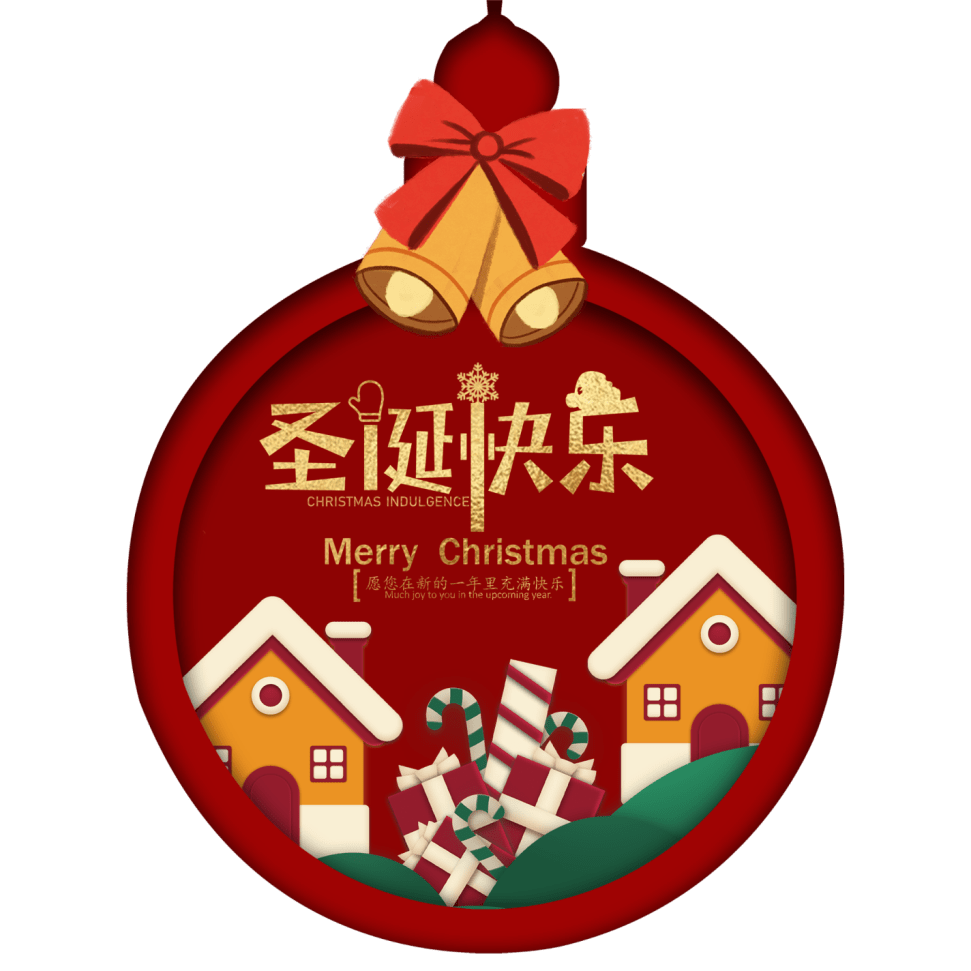 圣诞快乐
CHRISTMAS INDULGENCE
Merry Christmas
[愿您在新的一年里充满快乐]
Much joy to you in the upcoming year.